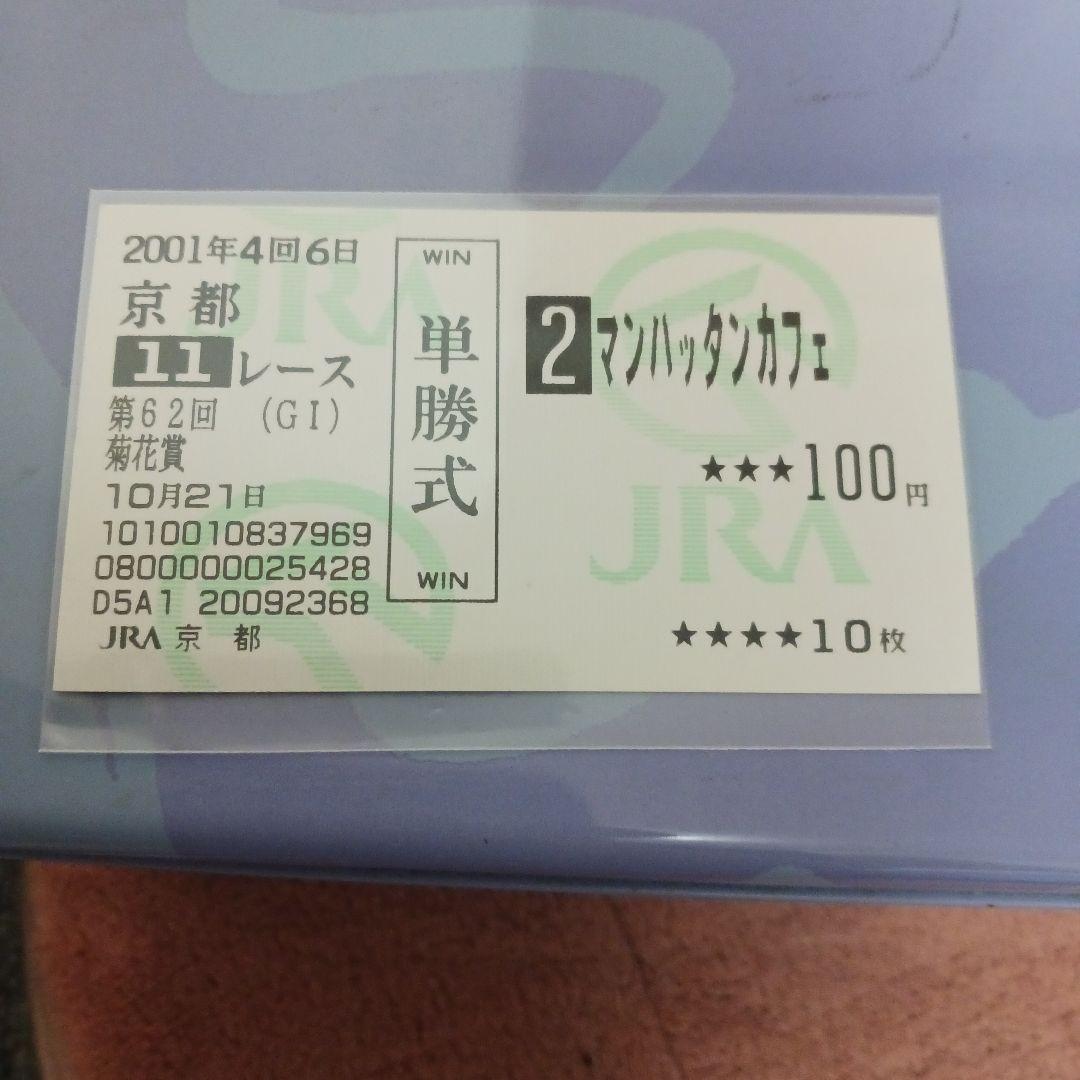 2001年4回6日
京都
11レース
第62回 (GI)
菊花賞
10月21日
1010010837969
0800000025428
D5A1 20092368
JRA 京 都
WIN
単勝式
WIN
2 マンハッタンカフェ
★★★100円
★★★★10枚
JRA
JRA